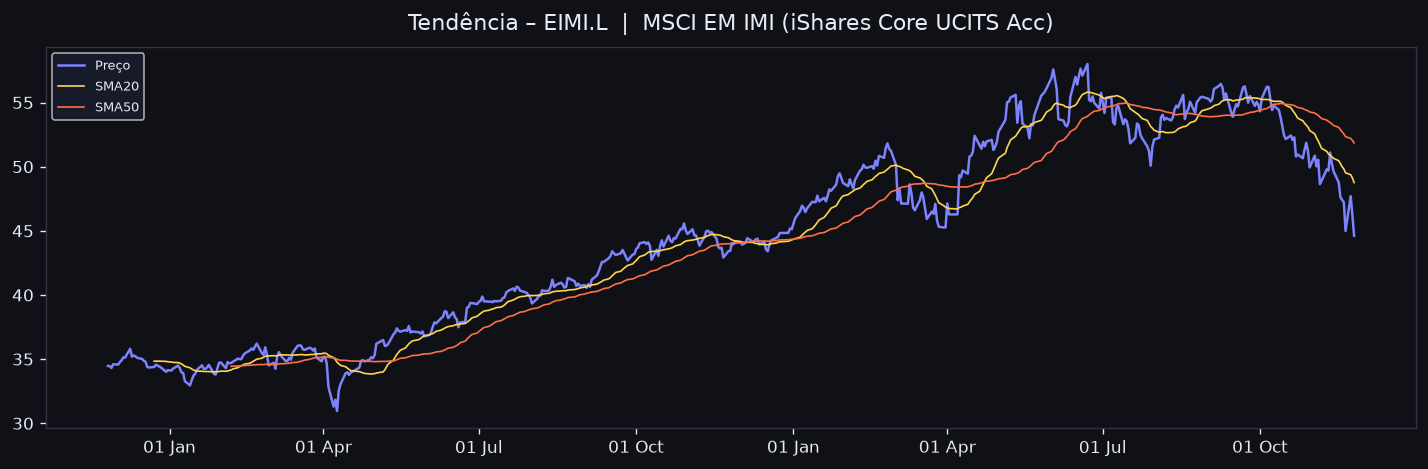 Tendência – EIMI.L | MSCI EM IMI (iShares Core UCITS Acc)
Preço
SMA20
SMA50
55
50
45
40
35
30
01 Jan
01 Apr
01 Jul
01 Oct
01 Jan
01 Apr
01 Jul
01 Oct